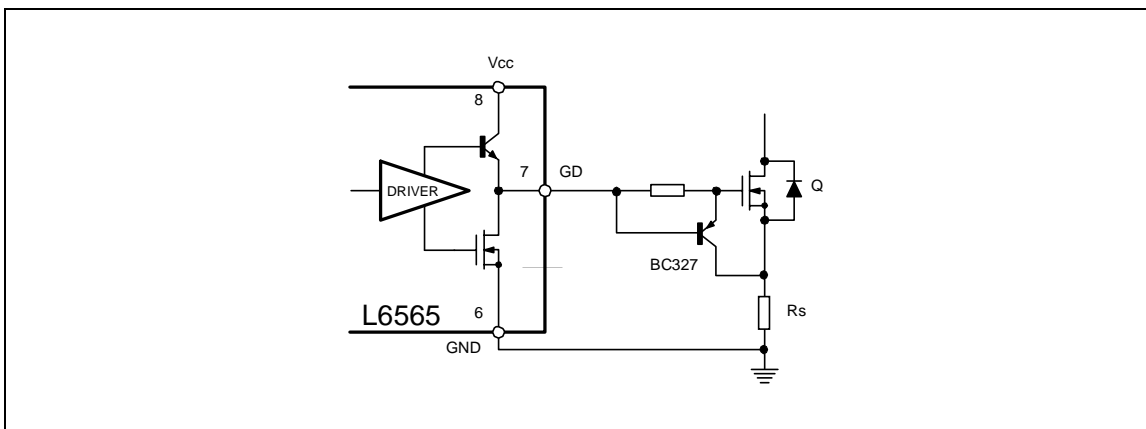 Vcc
8
7
GD
DRIVER
Q
BC327
L6565
6
Rs
GND